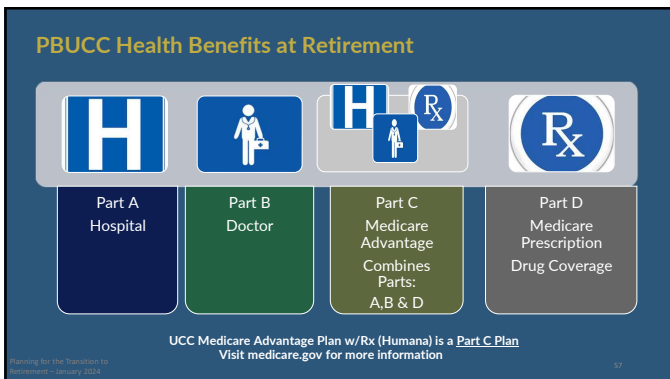 PBUCC Health Benefits at Retirement
H
H
Rx
Rx
Part A
Hospital
Part B
Doctor
Part C
Medicare
Advantage
Combines
Parts:
A,B & D
Part D
Medicare
Prescription
Drug Coverage
UCC Medicare Advantage Plan w/Rx (Humana) is a Part C Plan
Visit medicare.gov for more information
Planning for the Transition to
Retirement – January 2024
57